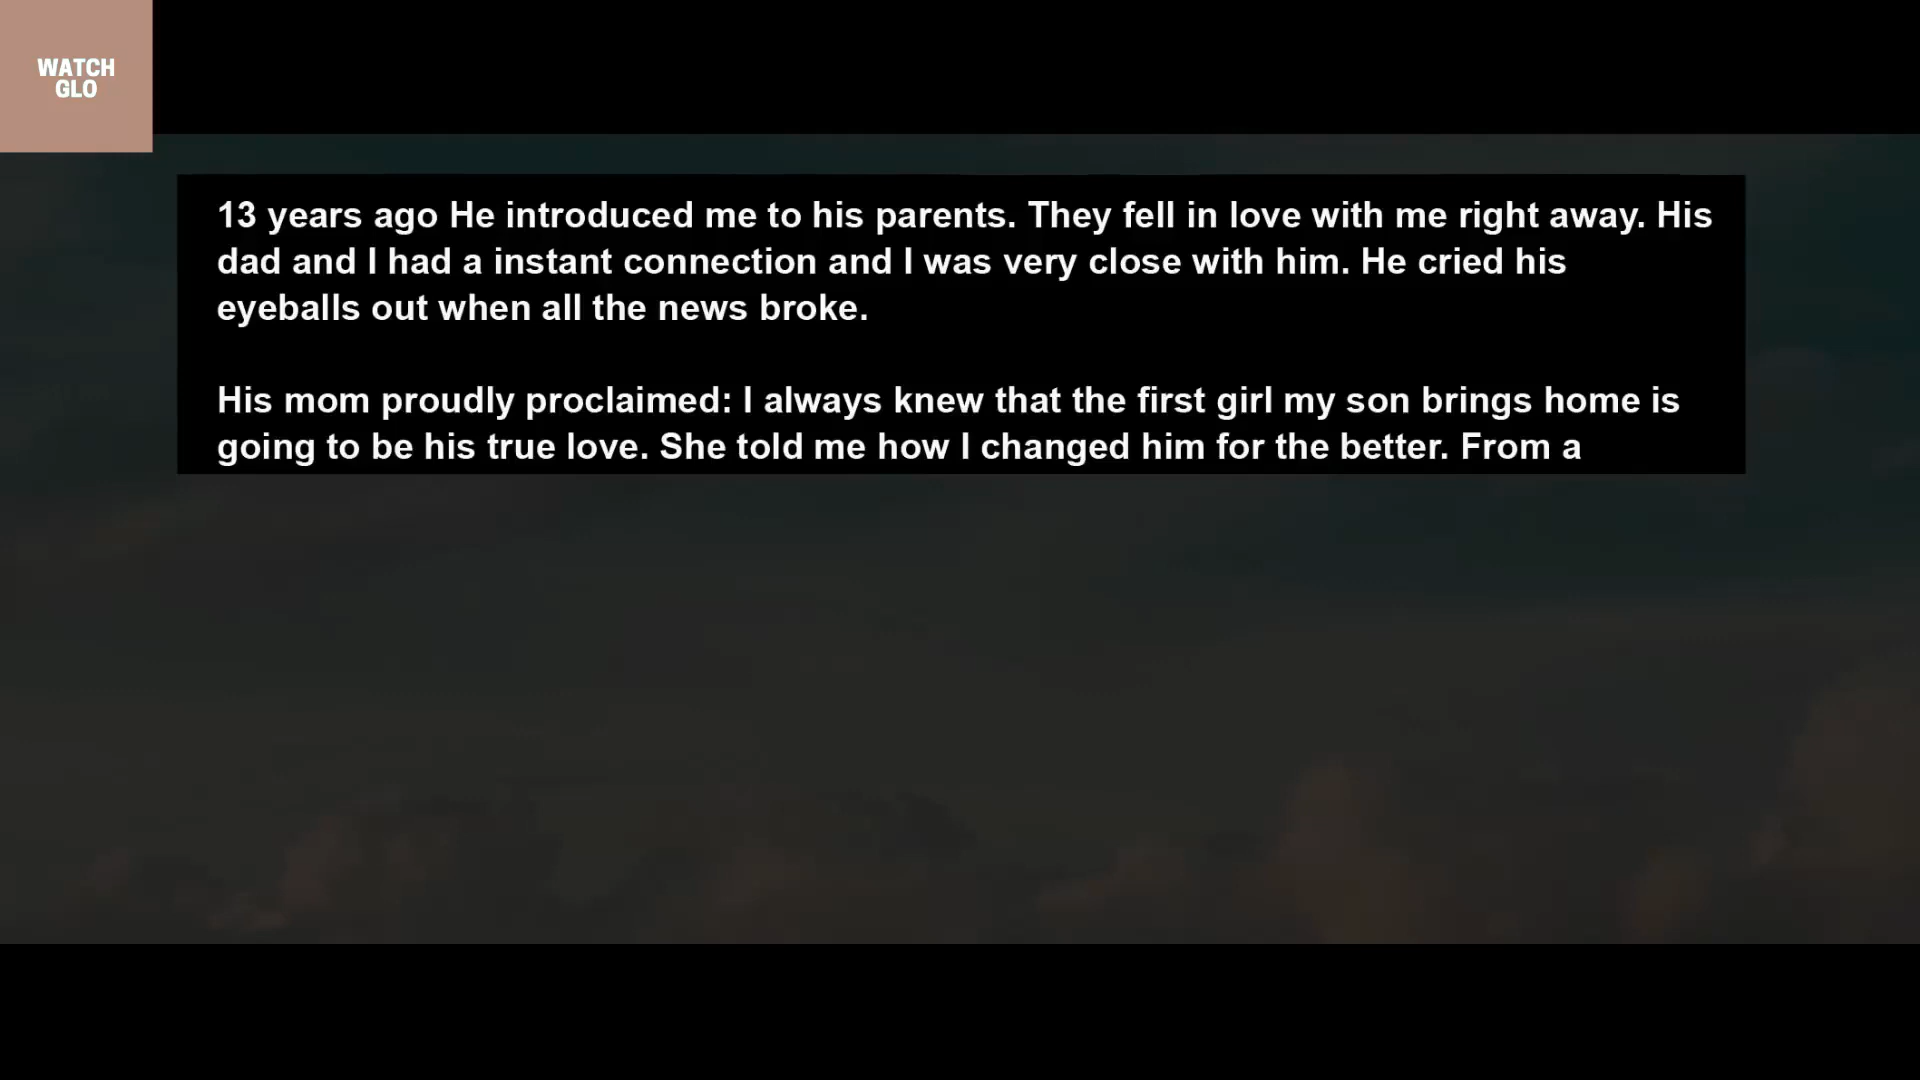 WATCH
GLO
13 years ago He introduced me to his parents. They fell in love with me right away. His
dad and I had a instant connection and I was very close with him. He cried his
eyeballs out when all the news broke.
His mom proudly proclaimed: I always knew that the first girl my son brings home is
going to be his true love. She told me how I changed him for the better. From a